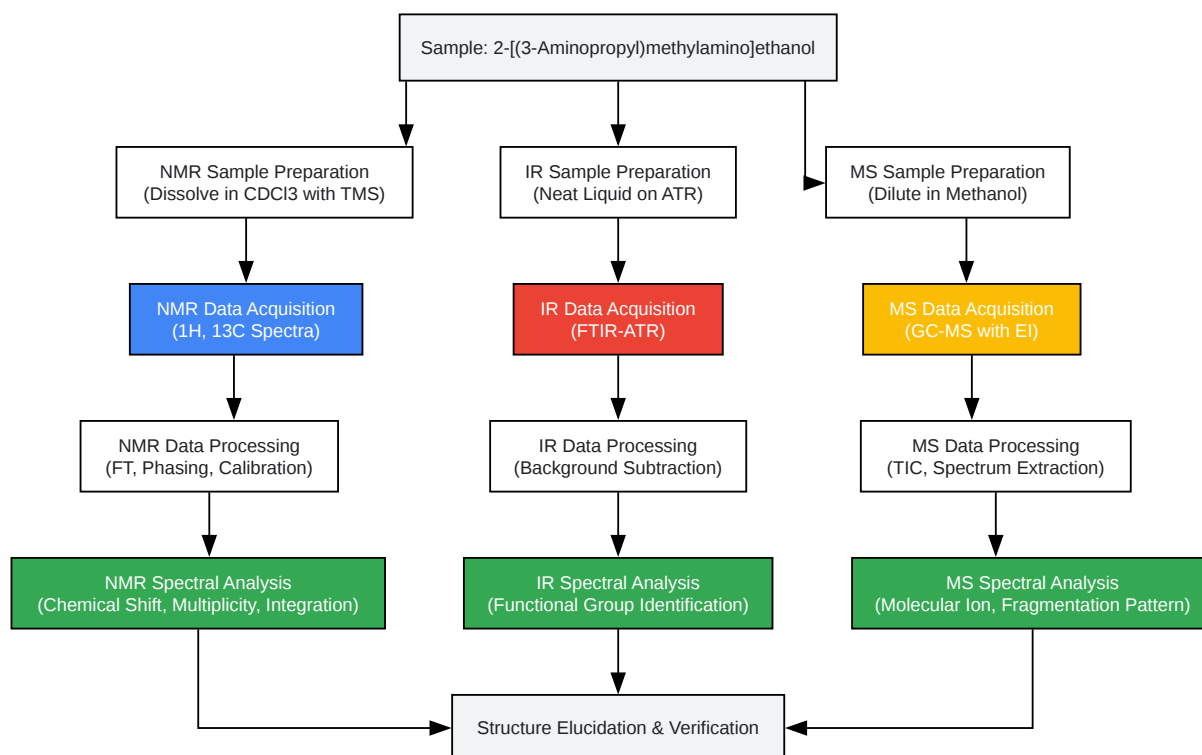 Sample: 2-[(3-Aminopropyl)methylamino]ethanol
NMR Sample Preparation
(Dissolve in CDCl3 with TMS)
IR Sample Preparation
(Neat Liquid on ATR)
MS Sample Preparation
(Dilute in Methanol)
NMR Data Acquisition
(1H, 13C Spectra)
IR Data Acquisition
(FTIR-ATR)
MS Data Acquisition
(GC-MS with EI)
NMR Data Processing
(FT, Phasing, Calibration)
IR Data Processing
(Background Subtraction)
MS Data Processing
(TIC, Spectrum Extraction)
NMR Spectral Analysis
(Chemical Shift, Multiplicity, Integration)
IR Spectral Analysis
(Functional Group Identification)
MS Spectral Analysis
(Molecular Ion, Fragmentation Pattern)
Structure Elucidation & Verification